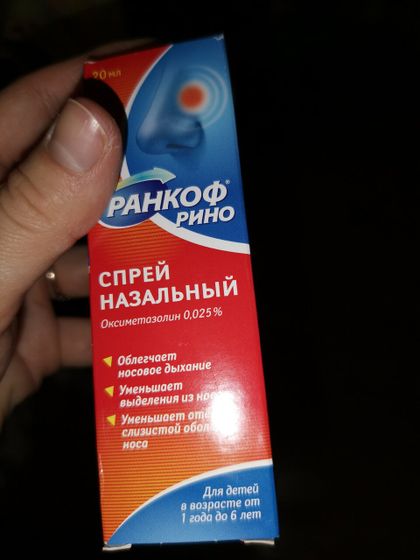 20 мл
РАНКОФ®
РИНО
СПРЕЙ
НАЗАЛЬНЫЙ
Оксиметазолин 0,025%
Облегчает
носовое дыхание
Уменьшает
выделения из
Уменьшает
слизистой
носа
Для детей
в возрасте от
1 года до 6 лет